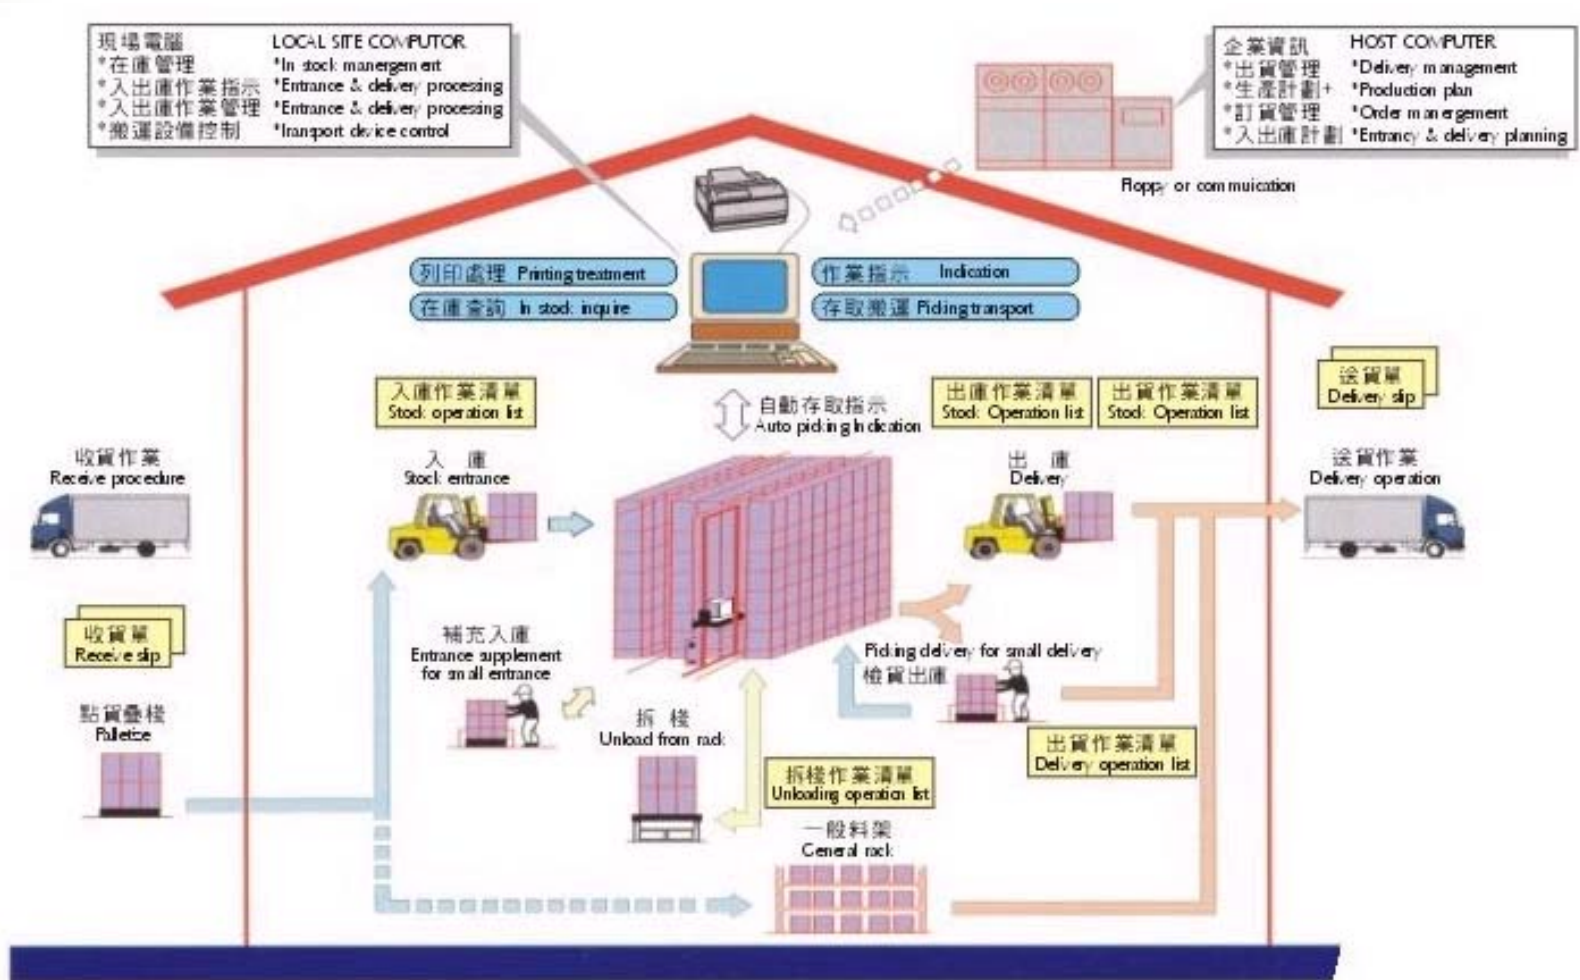 現場電腦 LOCAL SITE COMPUTOR
*在庫管理 *In stock manergement
*入出庫作業指示 *Entrance & delivery processing
*入出庫作業管理 *Entrance & delivery processing
*搬運設備控制 *Transport device control
企業資訊 HOST COMPUTER
*出貨管理 *Delivery management
*生產計劃+ *Production plan
*訂貨管理 *Order manergement
*入出庫計劃 *Entrancy & delivery planning
Floppy or commuication
列印處理 Printing treatment
作業指示 Indication
在庫查詢 In stock inquire
存取搬運 Picking transport
入庫作業清單
Stock operation list
自動存取指示
Auto picking Indication
出庫作業清單
Stock Operation list
出貨作業清單
Stock Operation list
送貨單
Delivery slip
收貨作業
Receive procedure
入庫
Stock entrance
出庫
Delivery
送貨作業
Delivery operation
收貨單
Receive slip
補充入庫
Entrance supplement
for small entrance
Picking delivery for small delivery
檢貨出庫
點貨疊棧
Palletize
拆棧
Unload from rack
拆棧作業清單
Unloading operation list
出貨作業清單
Delivery operation list
一般料架
General rack